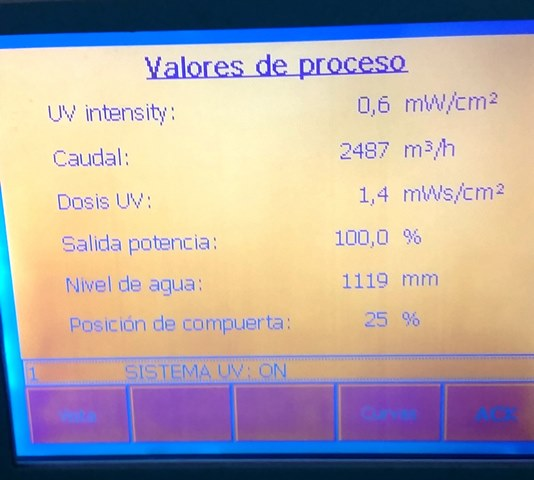 Valores de proceso
UV intensity: 0,6 mW/cm²
Caudal: 2487 m³/h
Dosis UV: 1,4 mWs/cm²
Salida potencia: 100,0 %
Nivel de agua: 1119 mm
Posición de compuerta: 25 %
1 SISTEMA UV: ON
Curvas ACK